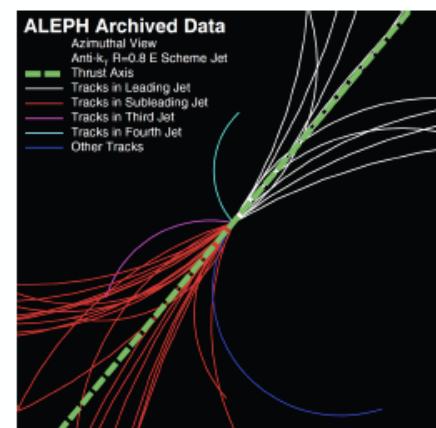 ALEPH Archived Data
Azimuthal View
Anti-kT R=0.8 E Scheme Jet
Thrust Axis
Tracks in Leading Jet
Tracks in Subleading Jet
Tracks in Third Jet
Tracks in Fourth Jet
Other Tracks